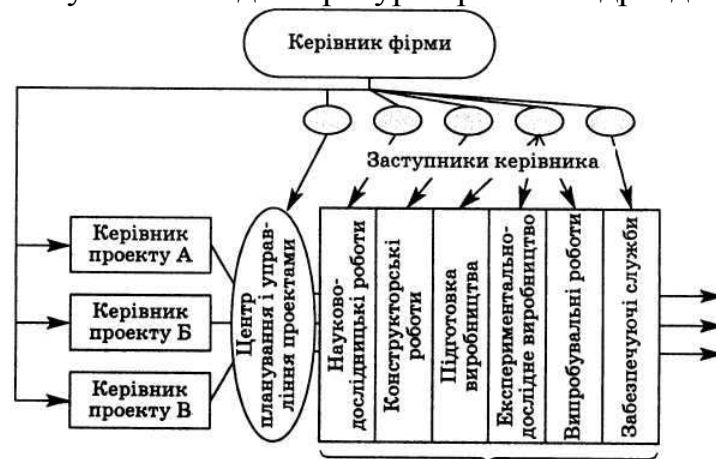 Керівник фірми
Заступники керівника
Керівник
проекту А
Керівник
проекту Б
Керівник
проекту В
Центр
планування і управ-
ління проектами
Науково-
дослідницькі роботи
Конструкторські
роботи
Підготовка
виробництва
Експериментально-
дослідне виробництво
Випробувальні роботи
Забезпечуючі служби